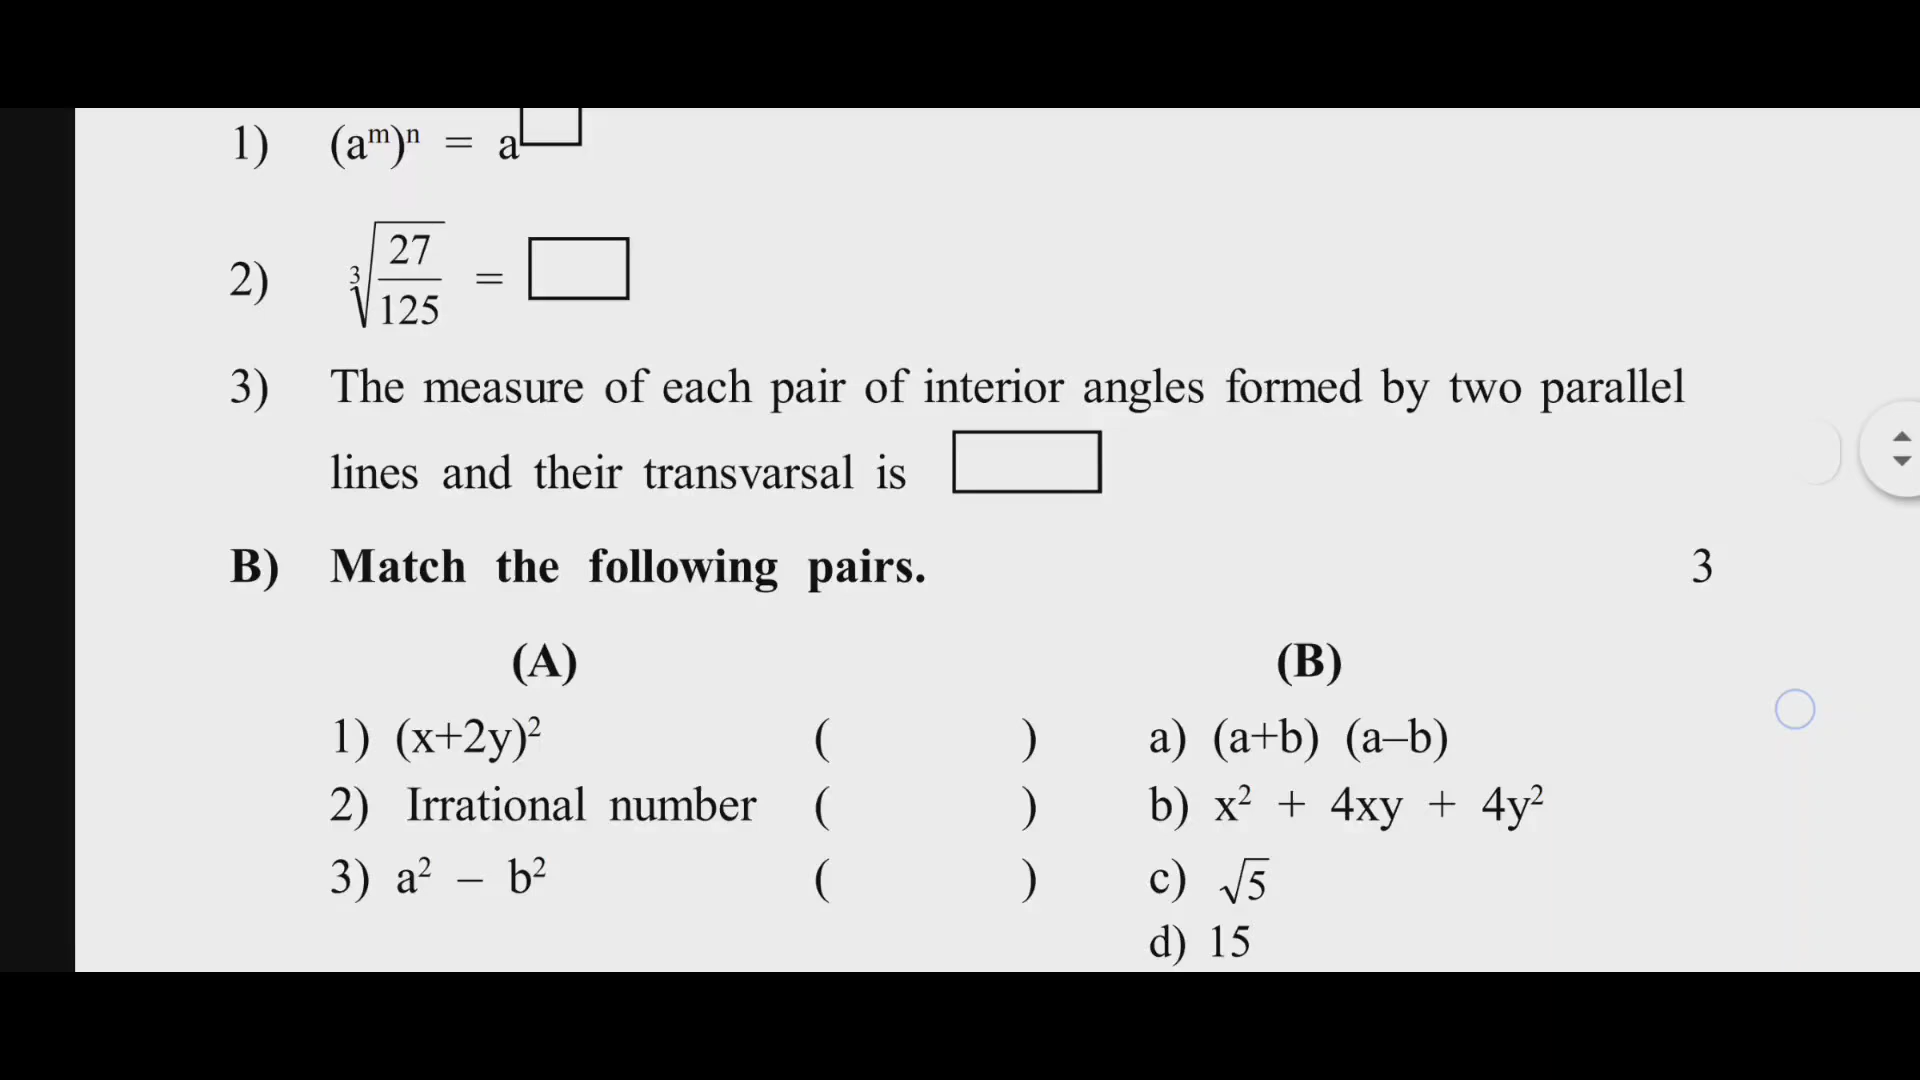 1) (aᵐ)ⁿ = a
2) ∛(27/125) =
3) The measure of each pair of interior angles formed by two parallel
lines and their transvarsal is
B) Match the following pairs. 3
(A) (B)
1) (x+2y)² ( ) a) (a+b) (a–b)
2) Irrational number ( ) b) x² + 4xy + 4y²
3) a² – b² ( ) c) √5
d) 15